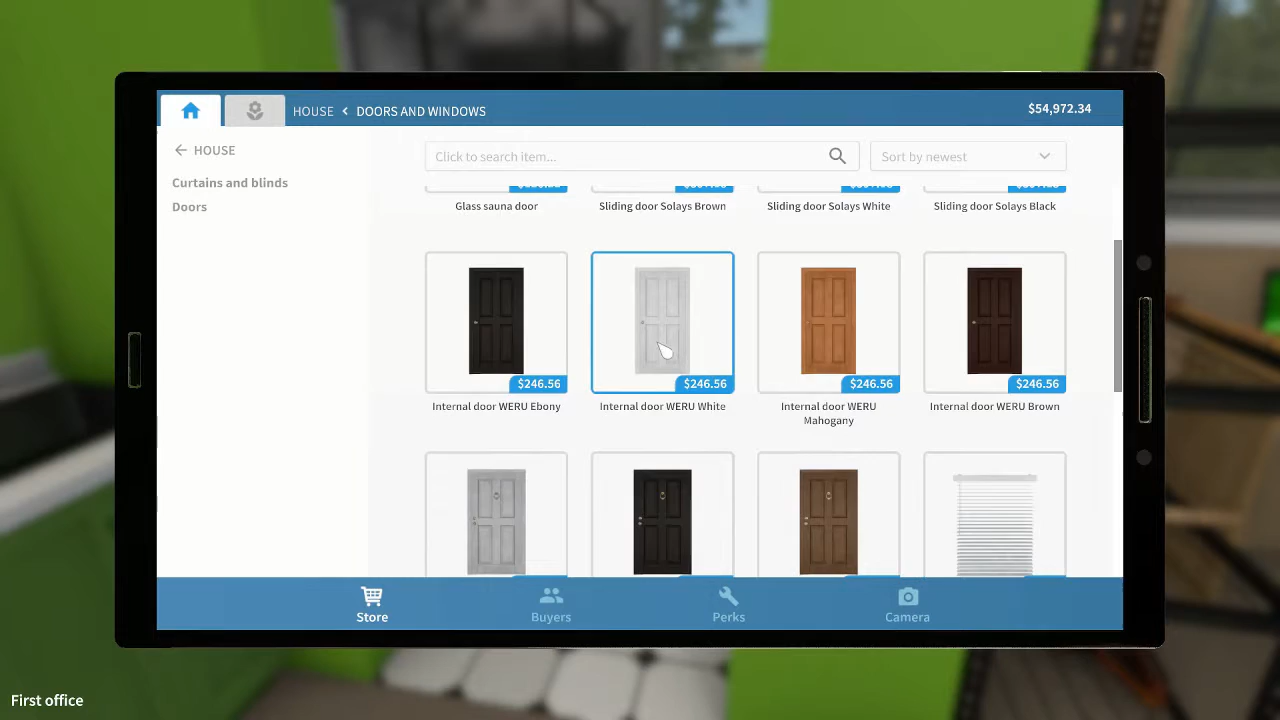 HOUSE < DOORS AND WINDOWS
$54,972.34
HOUSE
Curtains and blinds
Doors
Click to search item...
Sort by newest
Glass sauna door
Sliding door Solays Brown
Sliding door Solays White
Sliding door Solays Black
$246.56
$246.56
$246.56
$246.56
Internal door WERU Ebony
Internal door WERU White
Internal door WERU
Mahogany
Internal door WERU Brown
Store
Buyers
Perks
Camera
First office